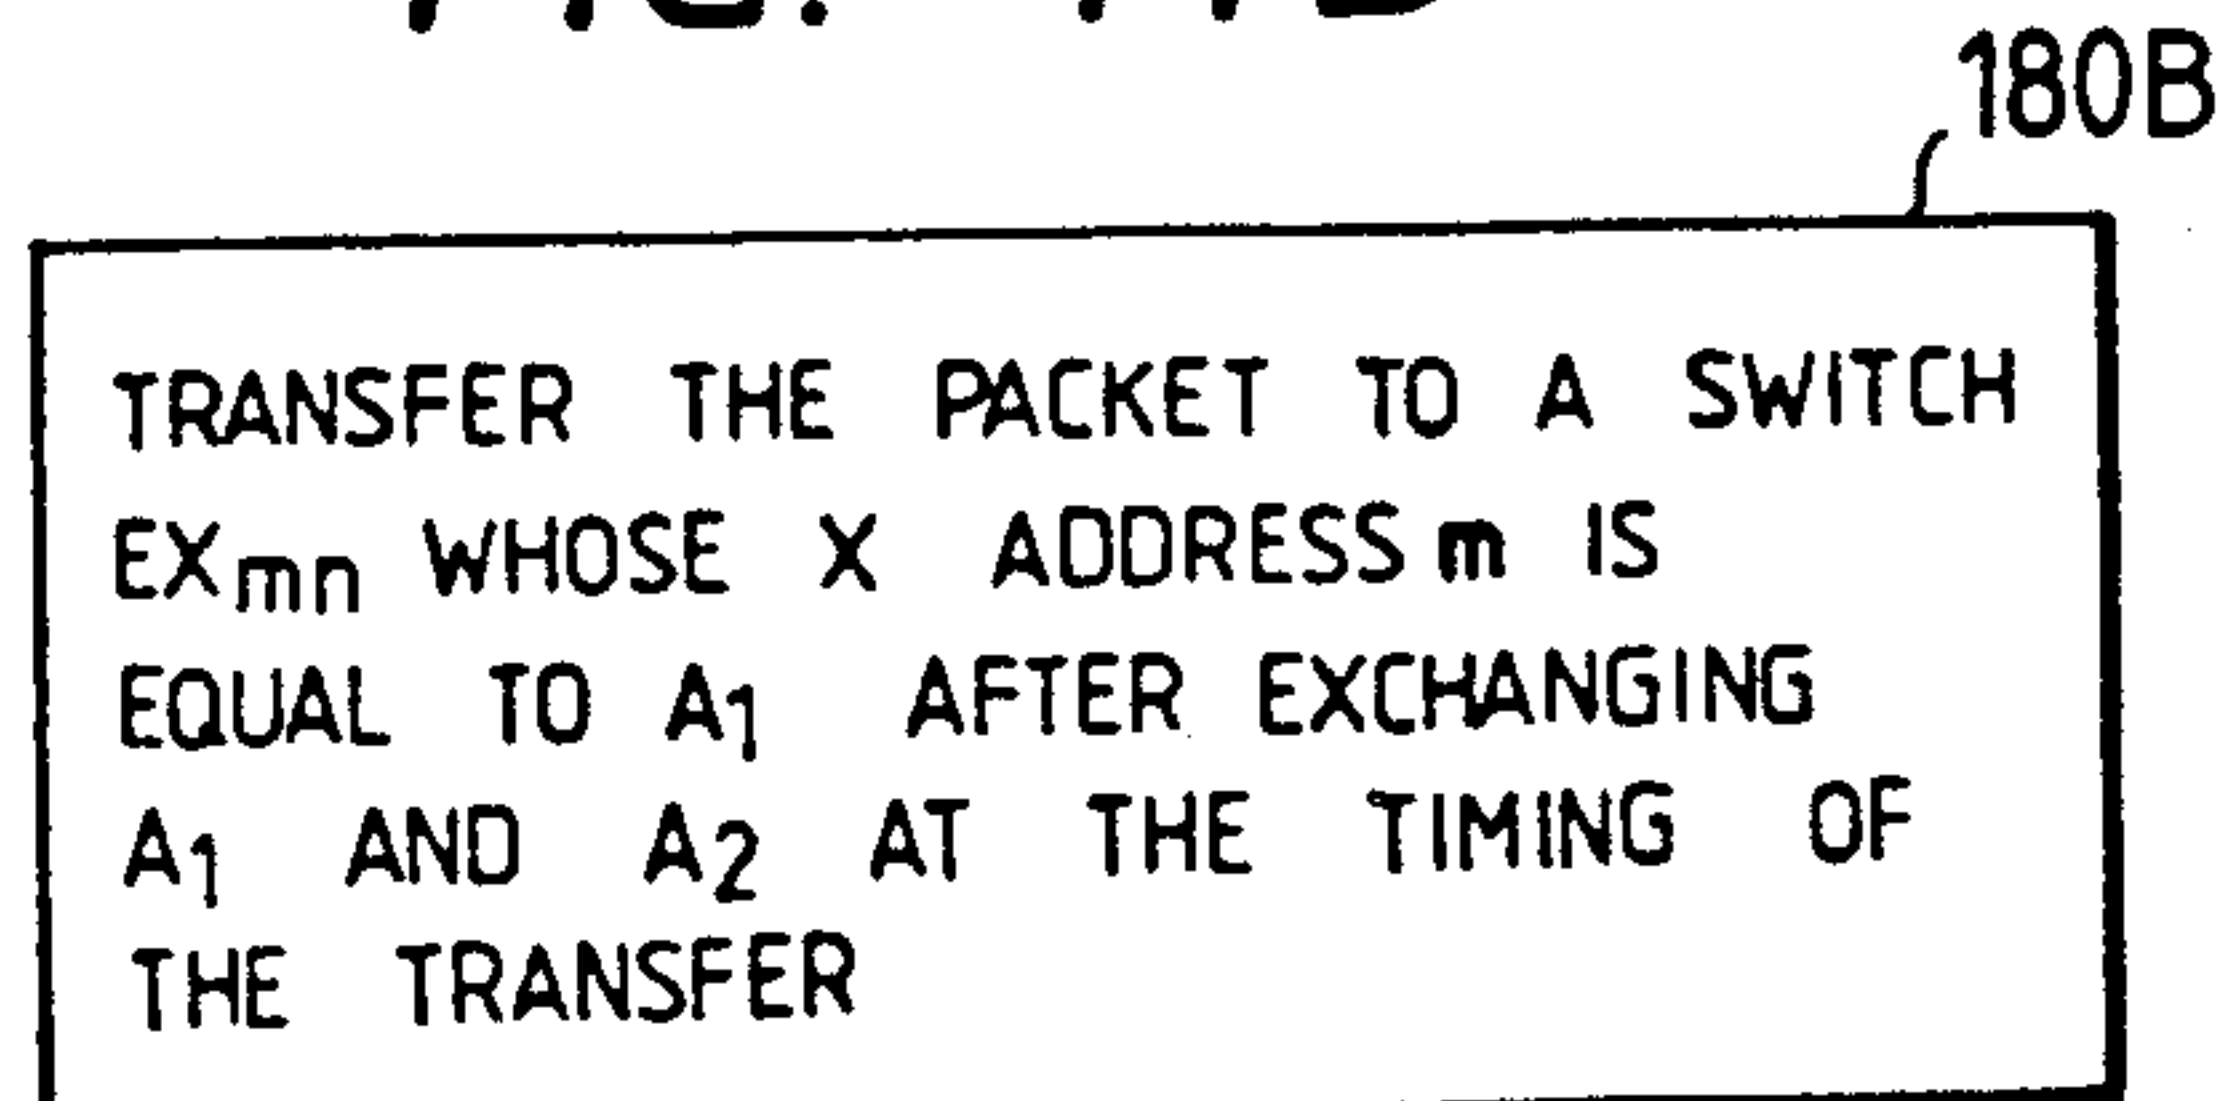 180B
TRANSFER THE PACKET TO A SWITCH
EXmn WHOSE X ADDRESS m IS
EQUAL TO A1 AFTER EXCHANGING
A1 AND A2 AT THE TIMING OF
THE TRANSFER